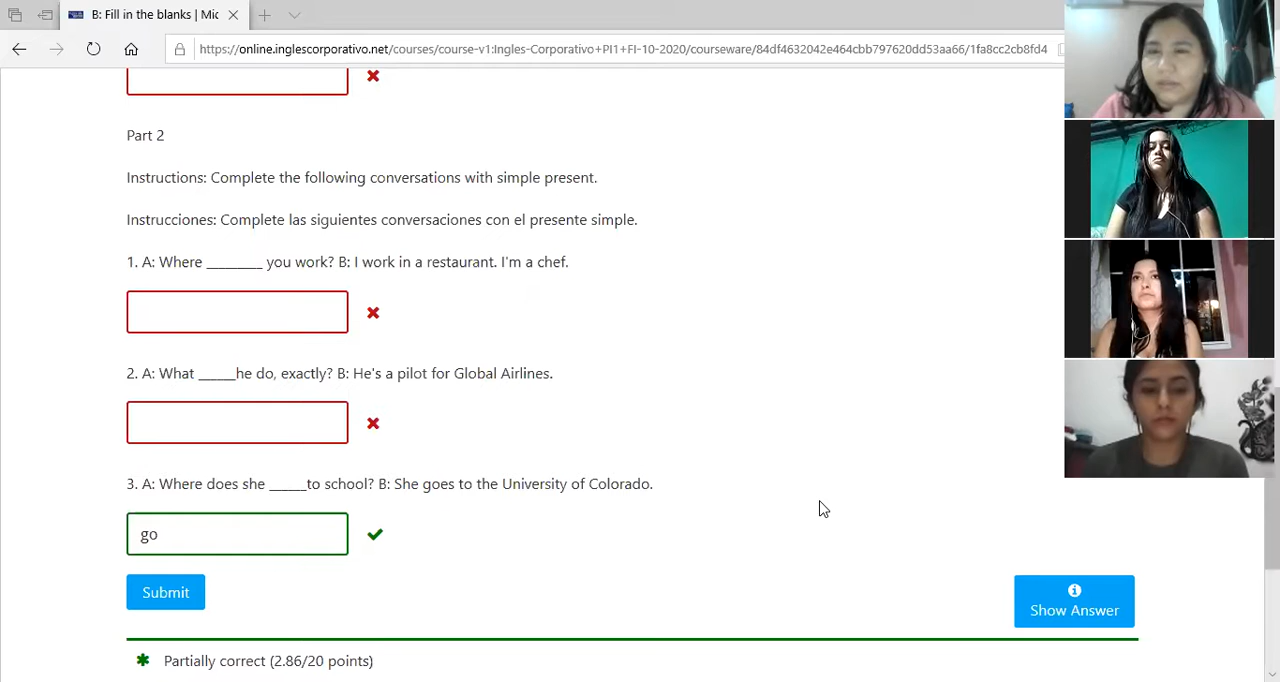 B: Fill in the blanks | Mic
https://online.inglescorporativo.net/courses/course-v1:Ingles-Corporativo+PI1+FI-10-2020/courseware/84df4632042e464cbb797620dd53aa66/1fa8cc2cb8fd4
Part 2
Instructions: Complete the following conversations with simple present.
Instrucciones: Complete las siguientes conversaciones con el presente simple.
1. A: Where _________ you work? B: I work in a restaurant. I'm a chef.
2. A: What ______he do, exactly? B: He's a pilot for Global Airlines.
3. A: Where does she ______to school? B: She goes to the University of Colorado.
go
Submit
Show Answer
Partially correct (2.86/20 points)